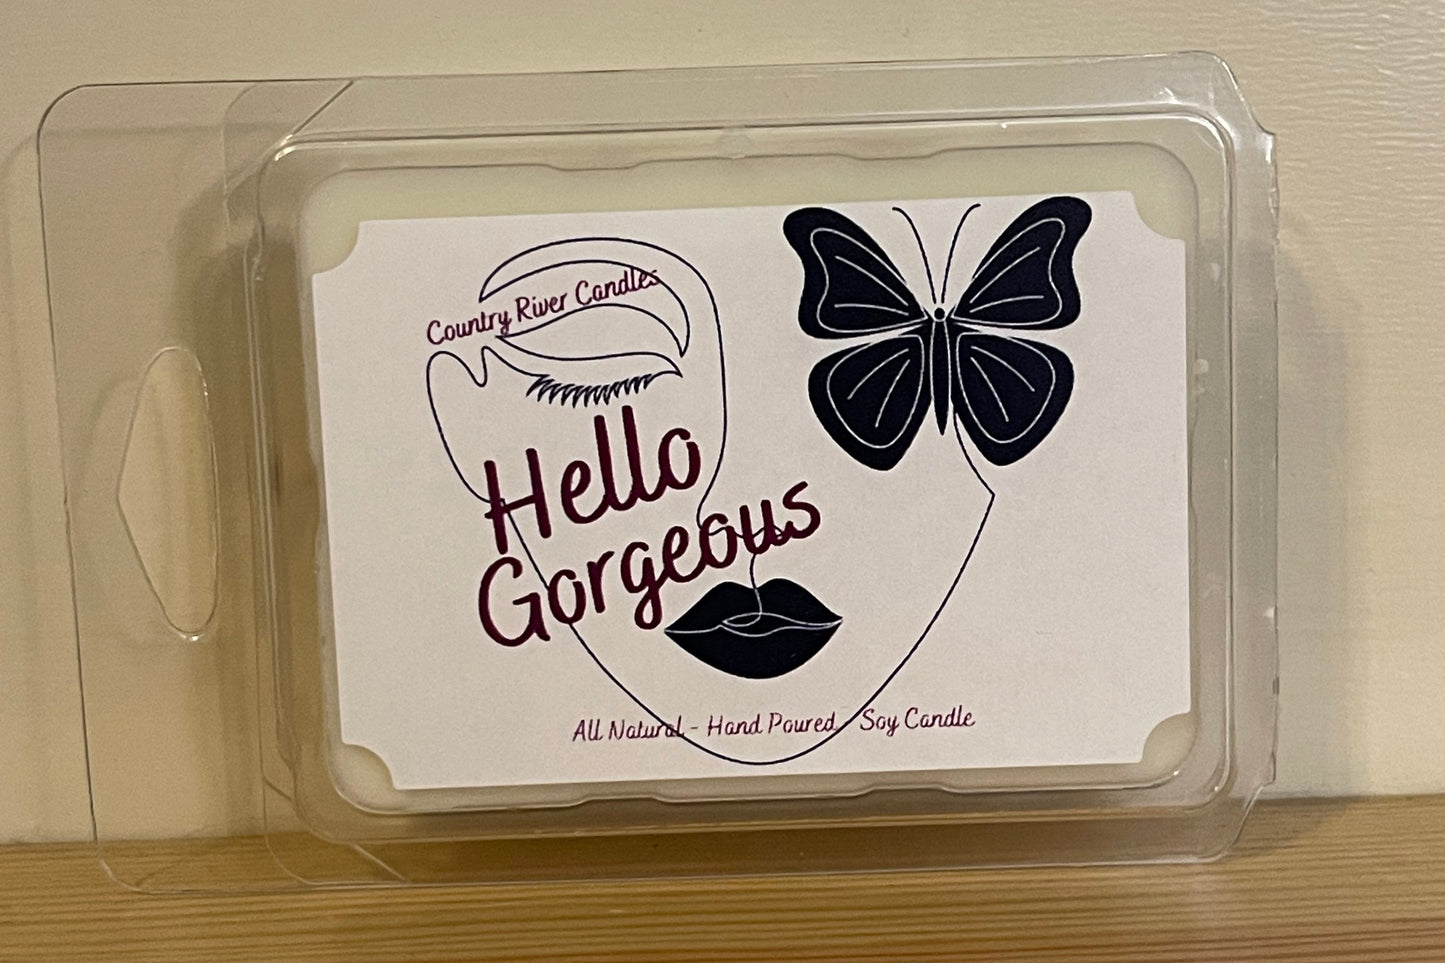 Country River Candles
Hello
Gorgeous
All Natural - Hand Poured - Soy Candle